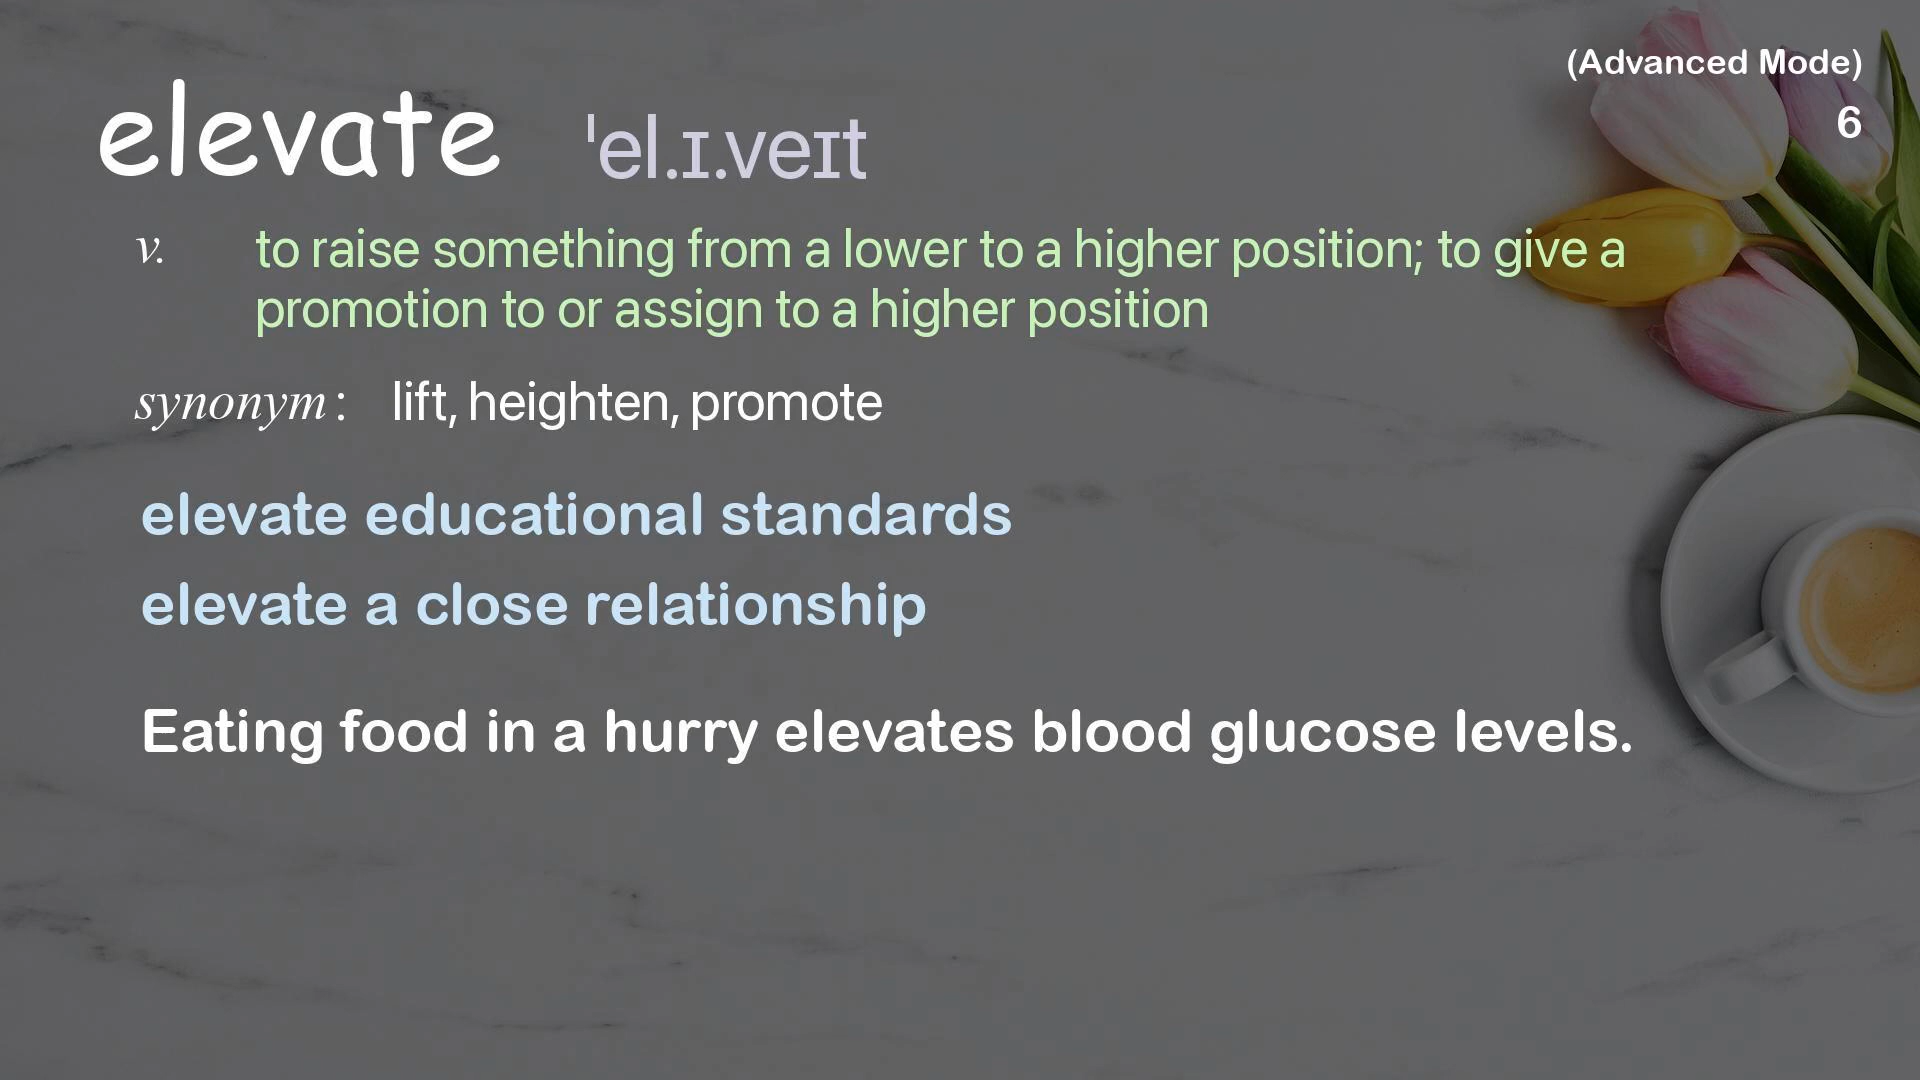 (Advanced Mode)
6
elevate ˈel.ɪ.veɪt
v. to raise something from a lower to a higher position; to give a
promotion to or assign to a higher position
synonym: lift, heighten, promote
elevate educational standards
elevate a close relationship
Eating food in a hurry elevates blood glucose levels.